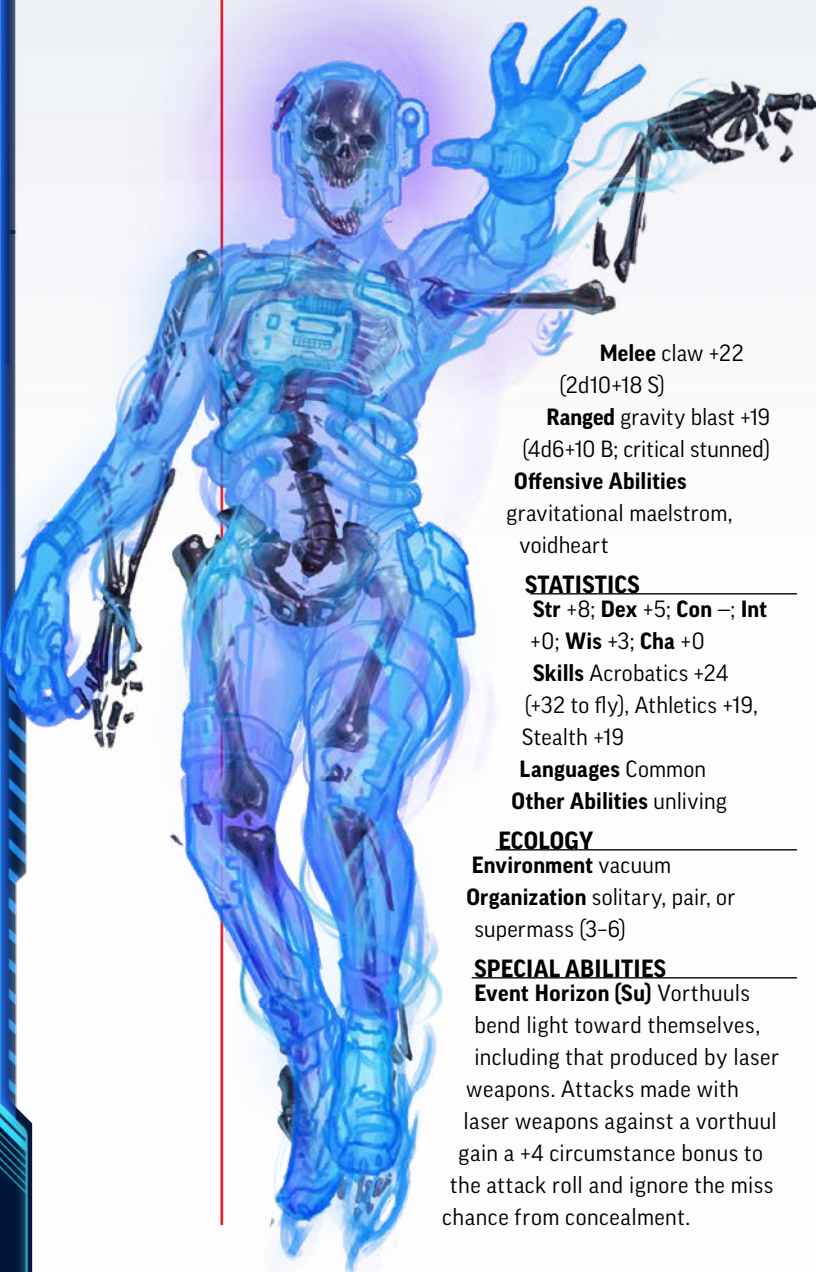 Melee claw +22
(2d10+18 S)
Ranged gravity blast +19
(4d6+10 B; critical stunned)
Offensive Abilities
gravitational maelstrom,
voidheart
STATISTICS
Str +8; Dex +5; Con –; Int
+0; Wis +3; Cha +0
Skills Acrobatics +24
(+32 to fly), Athletics +19,
Stealth +19
Languages Common
Other Abilities unliving
ECOLOGY
Environment vacuum
Organization solitary, pair, or
supermass (3–6)
SPECIAL ABILITIES
Event Horizon (Su) Vorthuuls
bend light toward themselves,
including that produced by laser
weapons. Attacks made with
laser weapons against a vorthuul
gain a +4 circumstance bonus to
the attack roll and ignore the miss
chance from concealment.